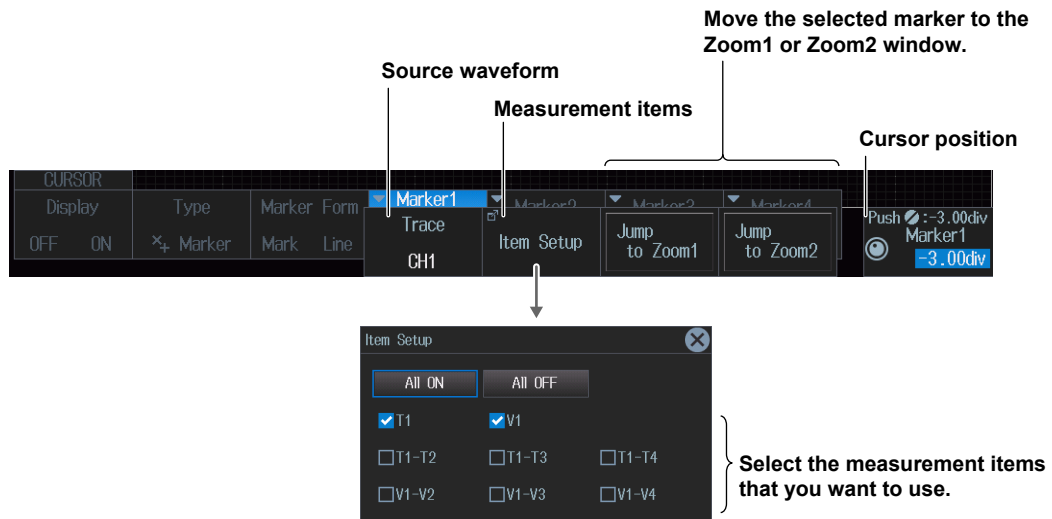 Move the selected marker to the
Zoom1 or Zoom2 window.
Source waveform
Measurement items
Cursor position
CURSOR
Display
OFF ON
Type
Marker
Marker Form
Mark Line
Marker1
Trace
CH1
Marker2
Item Setup
Marker3
Jump
to Zoom1
Marker4
Jump
to Zoom2
Push :-3.00div
Marker1
-3.00div
Item Setup
All ON All OFF
T1 V1
T1-T2 T1-T3 T1-T4
V1-V2 V1-V3 V1-V4
Select the measurement items
that you want to use.